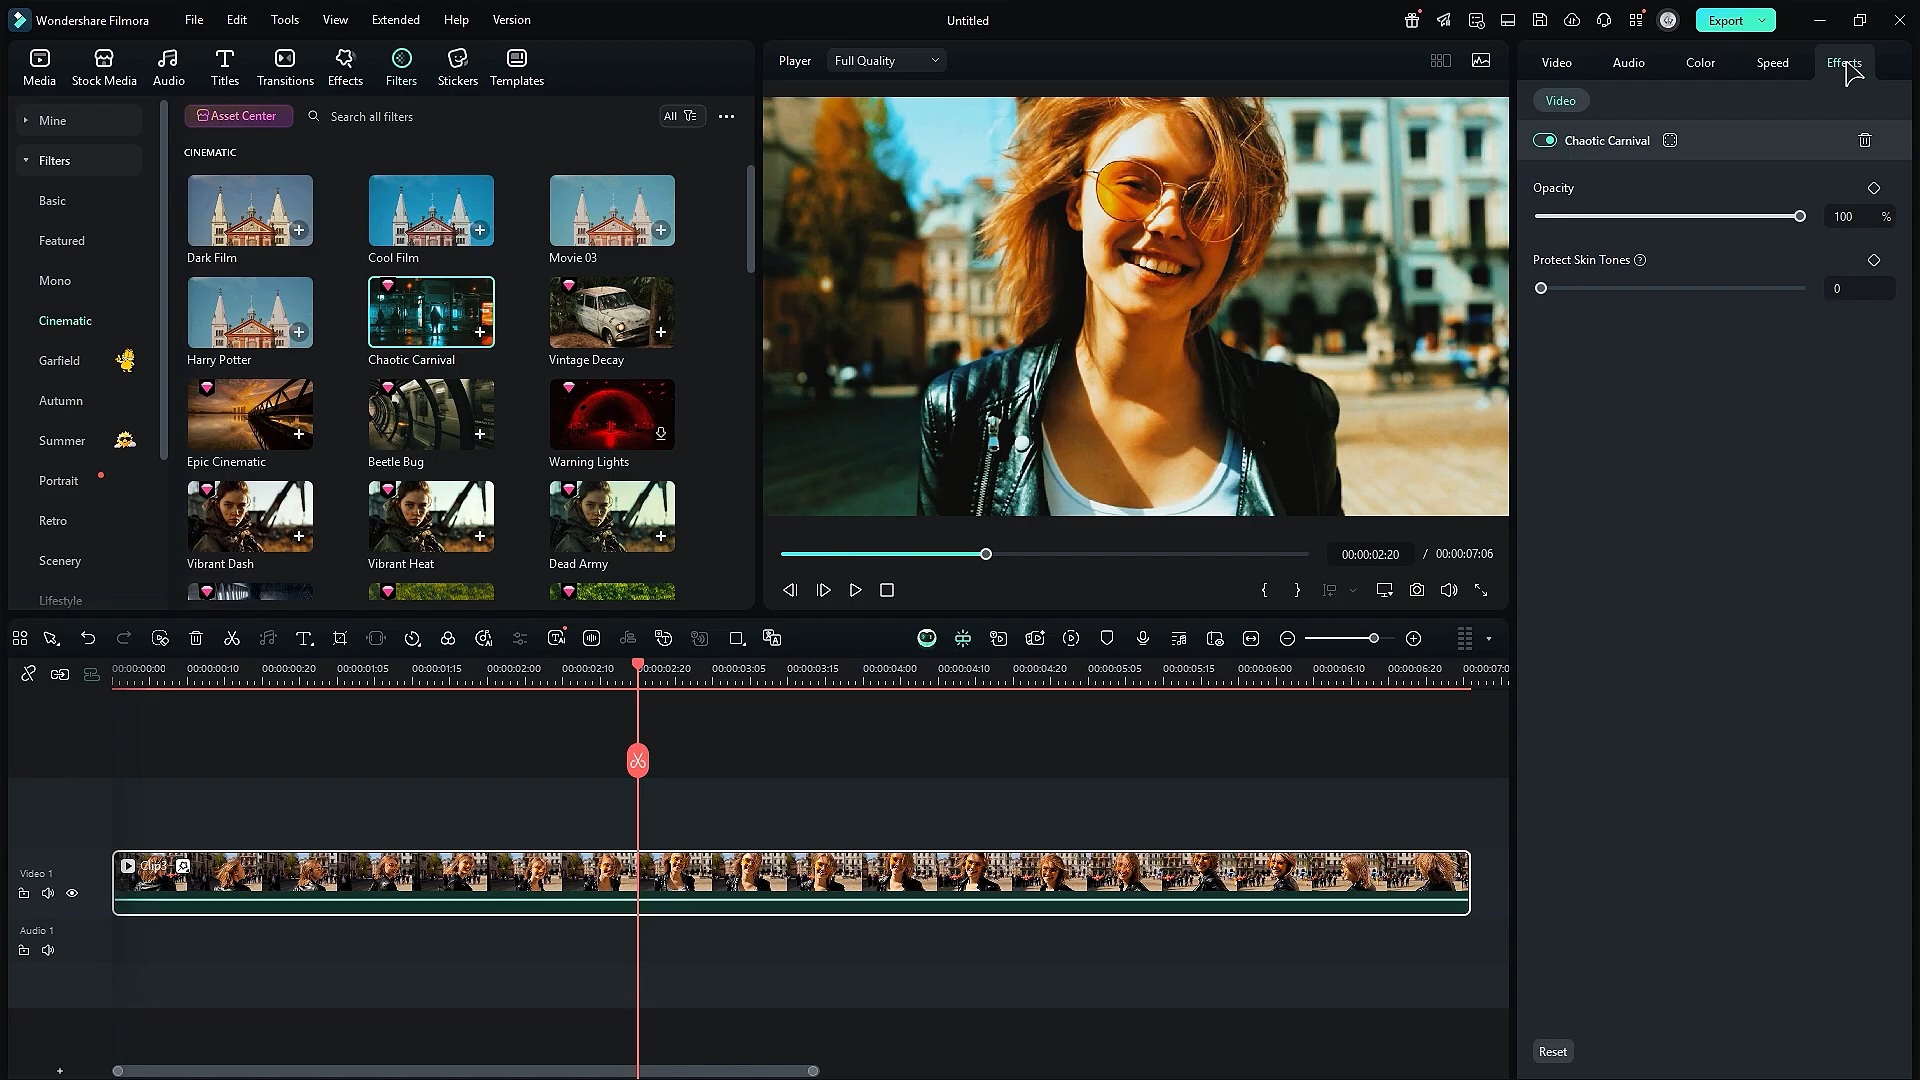 Wondershare Filmora
File
Edit
Tools
View
Extended
Help
Version
Untitled
Export
Media
Stock Media
Audio
Titles
Transitions
Effects
Filters
Stickers
Templates
Player
Full Quality
Video
Audio
Color
Speed
Effects
Mine
Filters
Basic
Featured
Mono
Cinematic
Garfield
Autumn
Summer
Portrait
Retro
Scenery
Lifestyle
Asset Center
Search all filters
All
CINEMATIC
Dark Film
Cool Film
Movie 03
Harry Potter
Chaotic Carnival
Vintage Decay
Epic Cinematic
Beetle Bug
Warning Lights
Vibrant Dash
Vibrant Heat
Dead Army
00:00:02:20 / 00:00:07:06
Video
Chaotic Carnival
Opacity
100 %
Protect Skin Tones
0
Reset
00:00:00:00 00:00:00:10 00:00:00:20 00:00:01:05 00:00:01:15 00:00:02:00 00:00:02:10 00:00:02:20 00:00:03:05 00:00:03:15 00:00:04:00 00:00:04:10 00:00:04:20 00:00:05:05 00:00:05:15 00:00:06:00 00:00:06:10 00:00:06:20 00:00:07:0
Clip3
Video 1
Audio 1